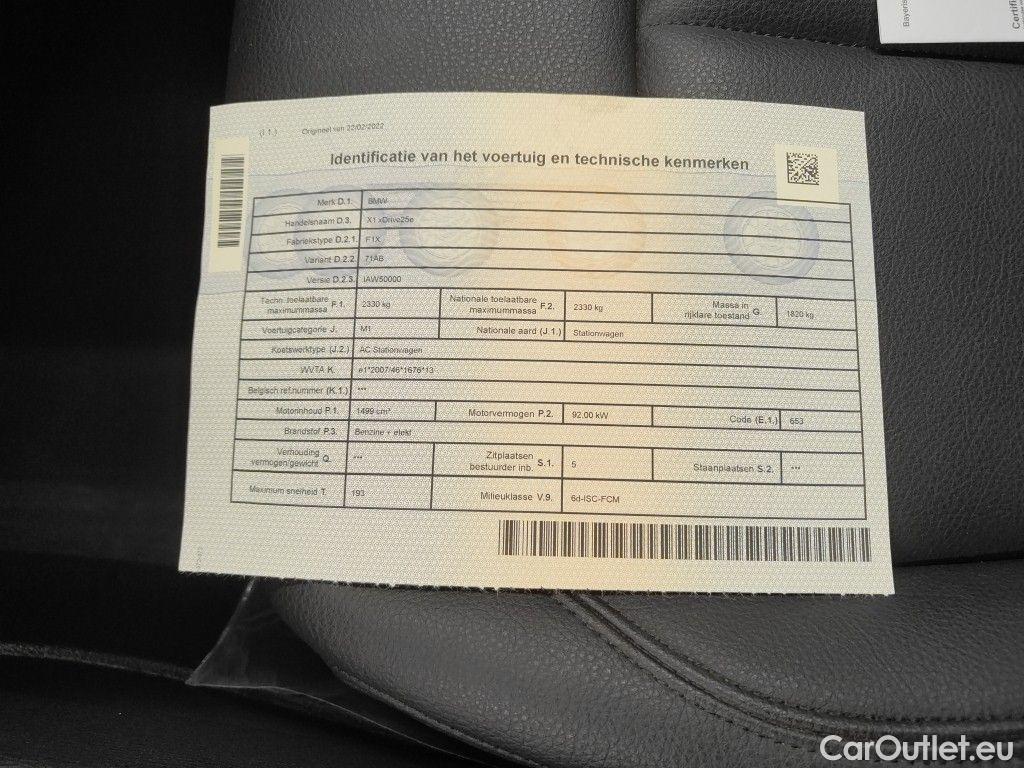 Bayeris
Certifi
(I.1.) Origineel van 22/02/2022
Identificatie van het voertuig en technische kenmerken
Merk D.1. BMW
Handelsnaam D.3. X1 xDrive25e
Fabriekstype D.2.1. F1X
Variant D.2.2. 71AB
Versie D.2.3. IAW50000
Techn. toelaatbare maximummassa F.1. 2330 kg Nationale toelaatbare maximummassa F.2. 2330 kg Massa in rijklare toestand G. 1820 kg
Voertuigcategorie J. M1 Nationale aard (J.1.) Stationwagen
Koetswerktype (J.2.) AC Stationwagen
WVTA K. e1*2007/46*1676*13
Belgisch ref.nummer (K.1.) ***
Motorinhoud P.1. 1499 cm³ Motorvermogen P.2. 92,00 kW Code (E.1.) 653
Brandstof P.3. Benzine + elekt
Verhouding vermogen/gewicht Q. *** Zitplaatsen bestuurder inb. S.1. 5 Staanplaatsen S.2. ***
Maximum snelheid T. 193 Milieuklasse V.9. 6d-ISC-FCM
CarOutlet.eu